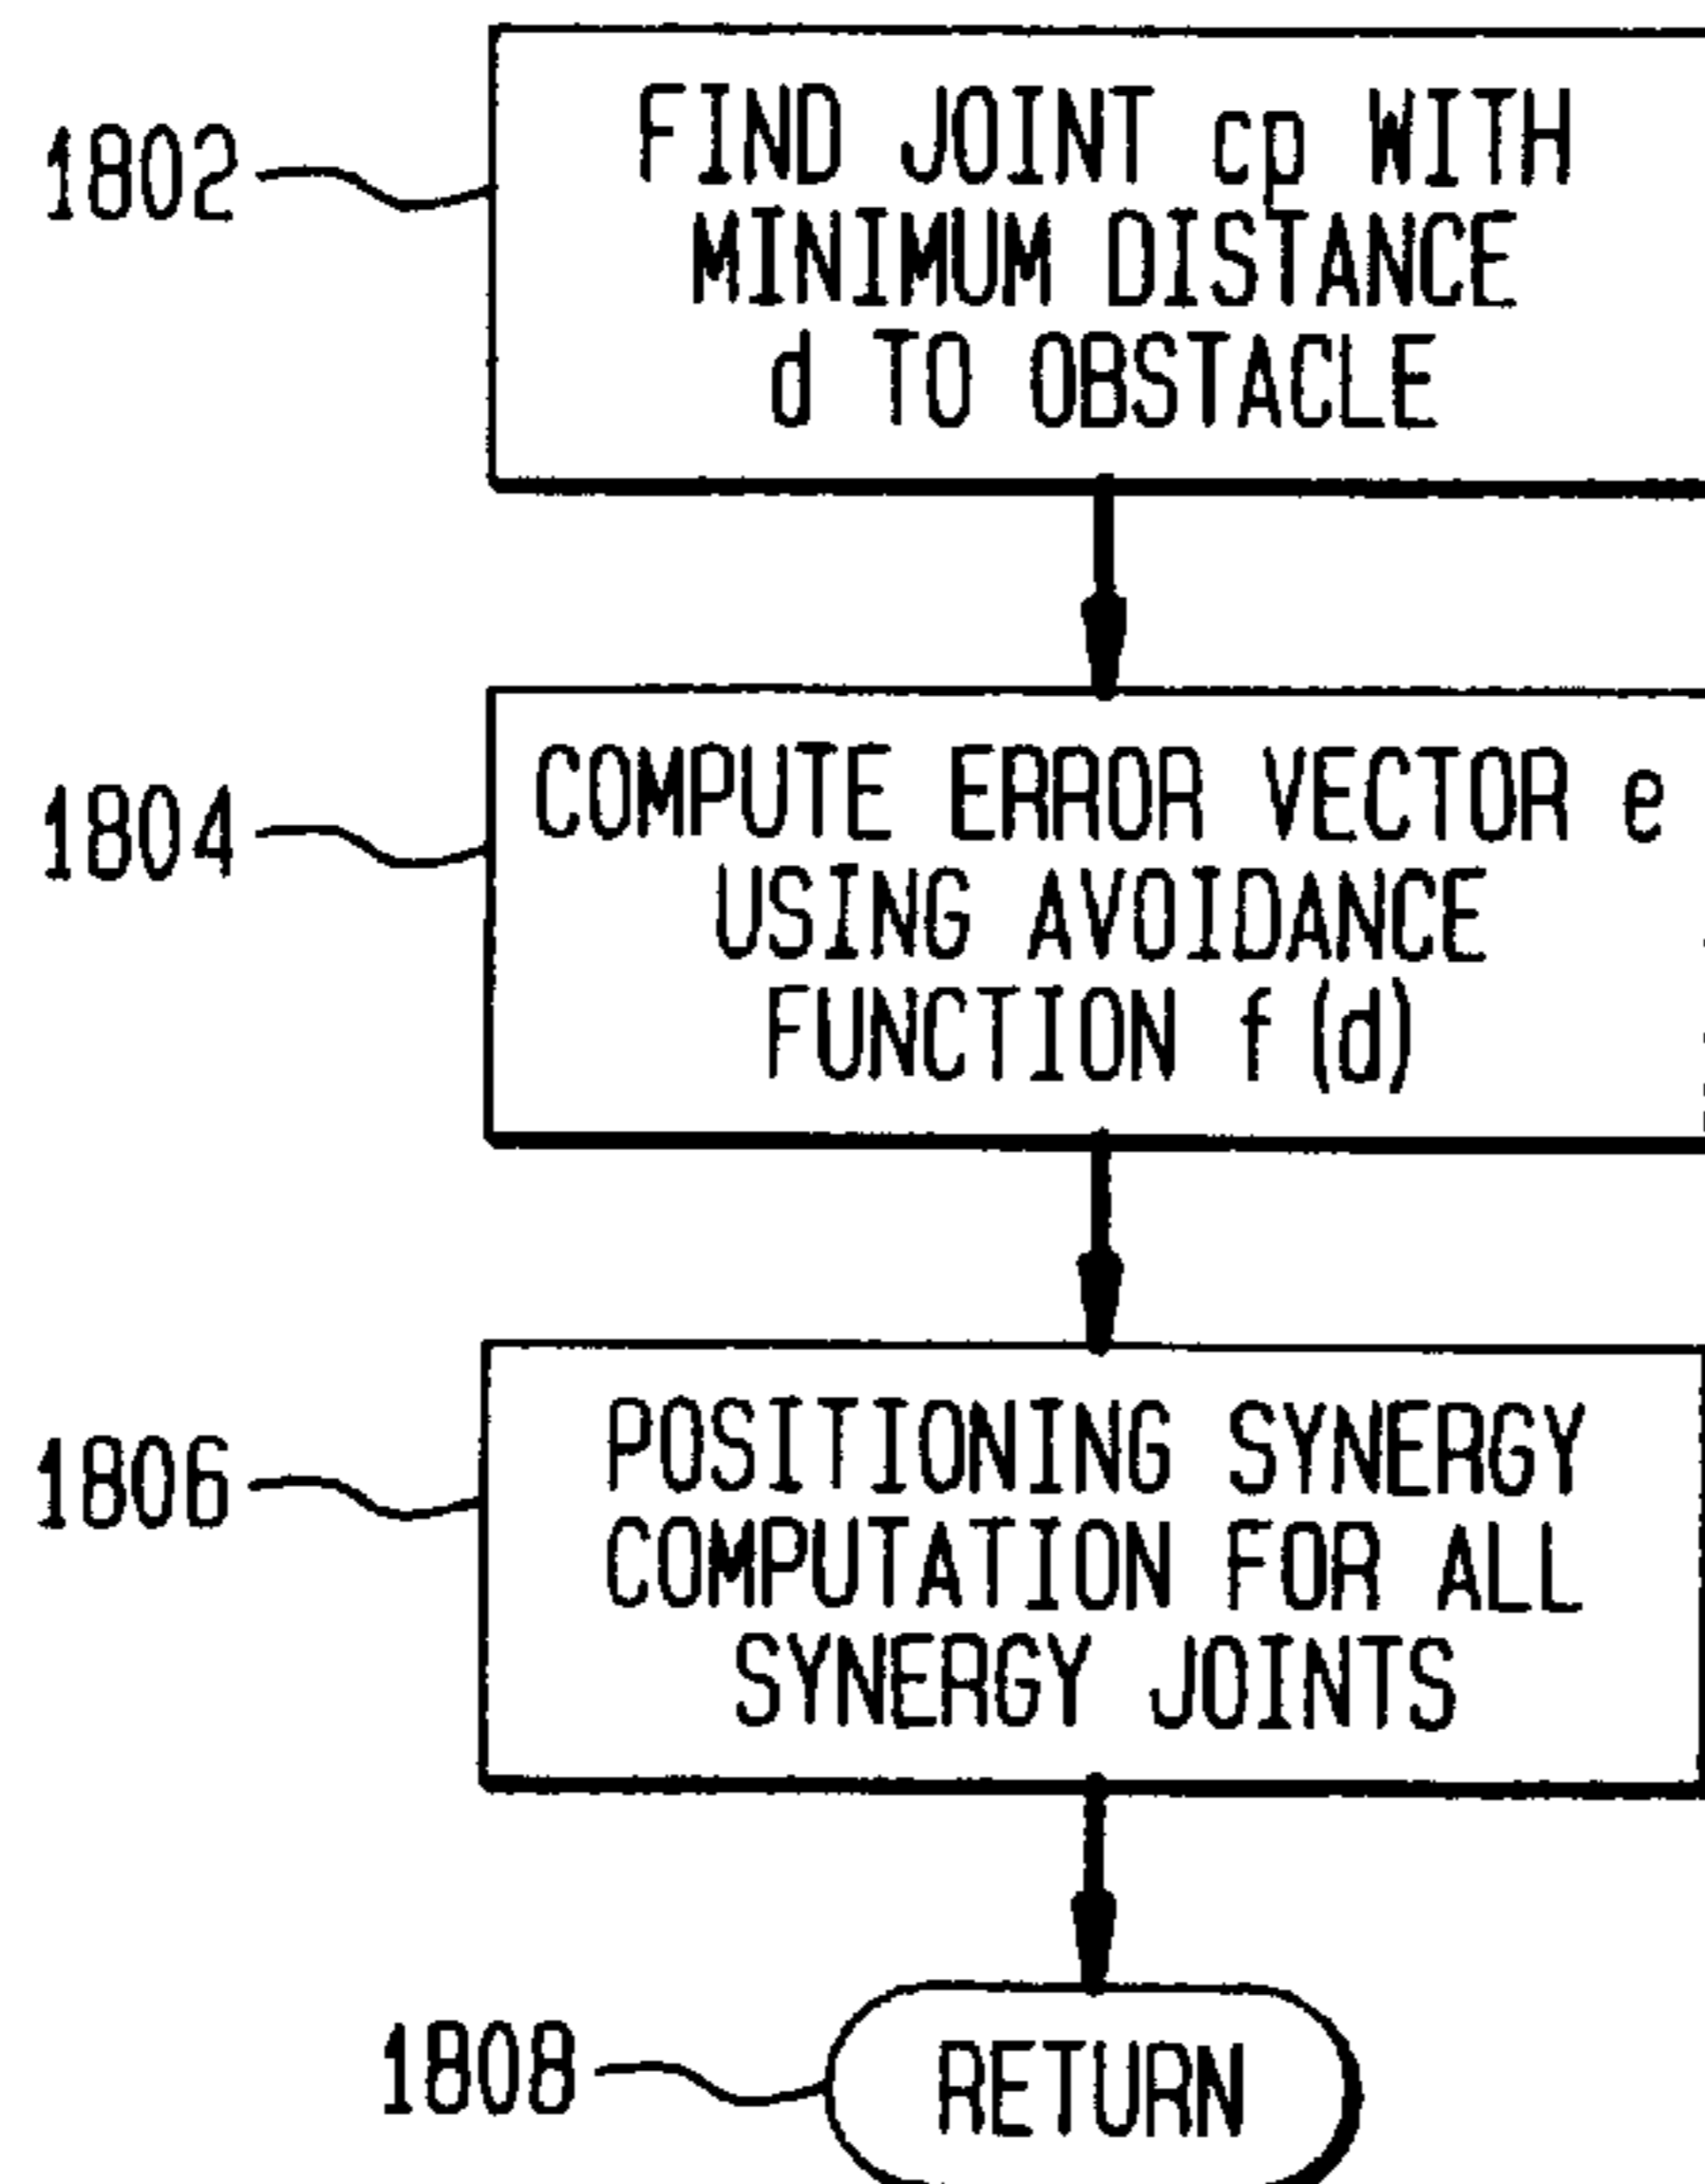 1802
FIND JOINT cp WITH
MINIMUM DISTANCE
d TO OBSTACLE
1804
COMPUTE ERROR VECTOR e
USING AVOIDANCE
FUNCTION f (d)
1806
POSITIONING SYNERGY
COMPUTATION FOR ALL
SYNERGY JOINTS
1808
RETURN